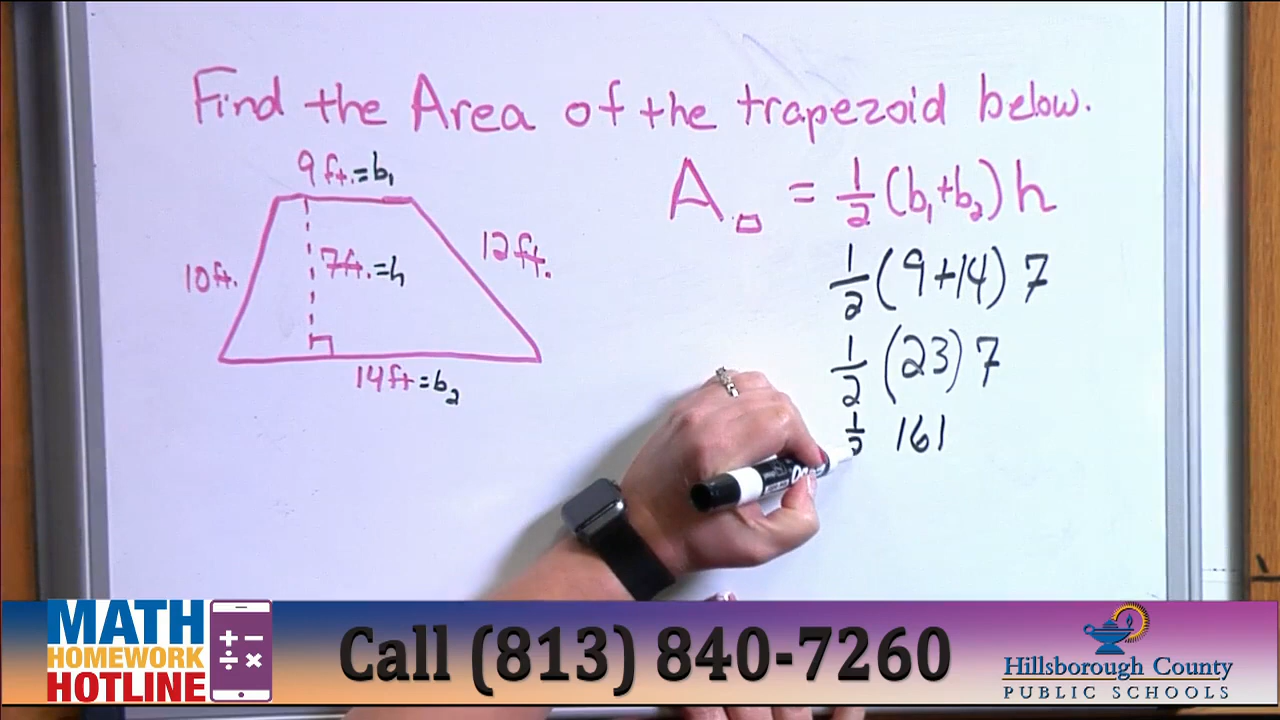 Find the Area of the trapezoid below.
9 ft. = b₁
A▱ = ½ (b₁+b₂) h
10 ft.
7 ft. = h
12 ft.
½ (9+14) 7
½ (23) 7
14 ft = b₂
½ 161
MATH
HOMEWORK
HOTLINE
+ −
÷ ×
Call (813) 840-7260
Hillsborough County
PUBLIC SCHOOLS